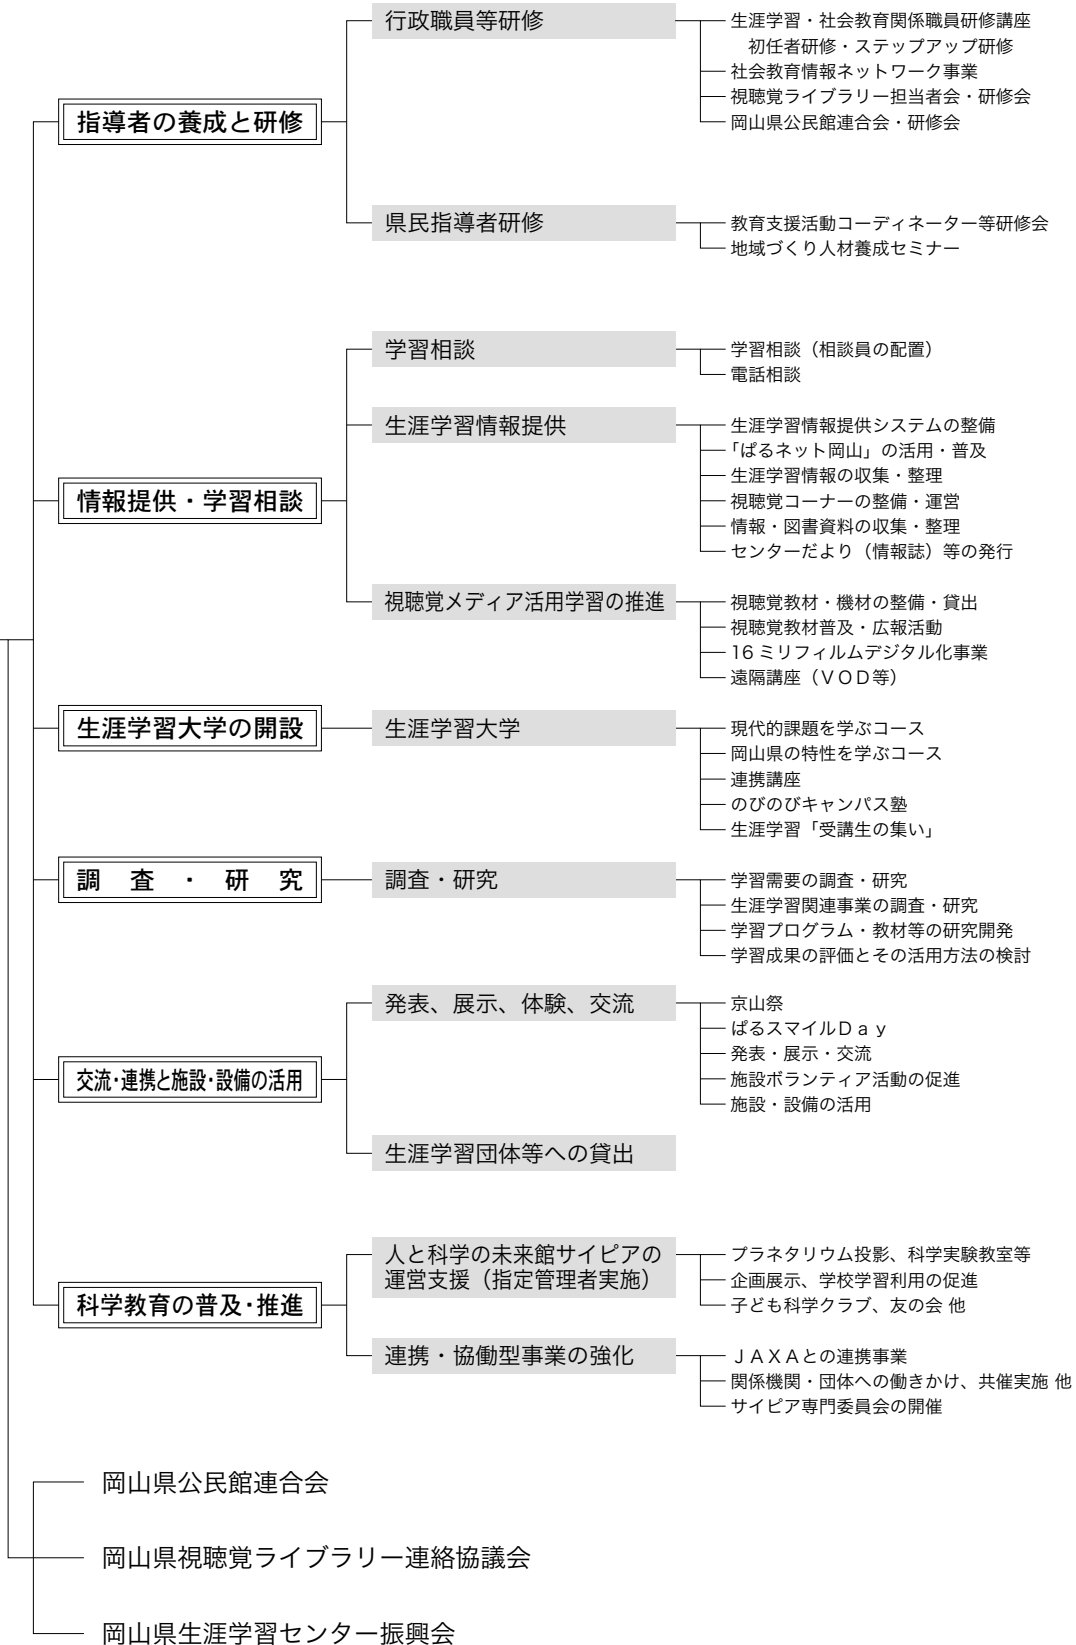 指導者の養成と研修
行政職員等研修
生涯学習・社会教育関係職員研修講座
初任者研修・ステップアップ研修
社会教育情報ネットワーク事業
視聴覚ライブラリー担当者会・研修会
岡山県公民館連合会・研修会
県民指導者研修
教育支援活動コーディネーター等研修会
地域づくり人材養成セミナー
情報提供・学習相談
学習相談
学習相談（相談員の配置）
電話相談
生涯学習情報提供
生涯学習情報提供システムの整備
「ぱるネット岡山」の活用・普及
生涯学習情報の収集・整理
視聴覚コーナーの整備・運営
情報・図書資料の収集・整理
センターだより（情報誌）等の発行
視聴覚メディア活用学習の推進
視聴覚教材・機材の整備・貸出
視聴覚教材普及・広報活動
16ミリフィルムデジタル化事業
遠隔講座（ＶＯＤ等）
生涯学習大学の開設
生涯学習大学
現代的課題を学ぶコース
岡山県の特性を学ぶコース
連携講座
のびのびキャンパス塾
生涯学習「受講生の集い」
調査・研究
調査・研究
学習需要の調査・研究
生涯学習関連事業の調査・研究
学習プログラム・教材等の研究開発
学習成果の評価とその活用方法の検討
交流・連携と施設・設備の活用
発表、展示、体験、交流
京山祭
ぱるスマイルＤａｙ
発表・展示・交流
施設ボランティア活動の促進
施設・設備の活用
生涯学習団体等への貸出
科学教育の普及・推進
人と科学の未来館サイピアの
運営支援（指定管理者実施）
プラネタリウム投影、科学実験教室等
企画展示、学校学習利用の促進
子ども科学クラブ、友の会 他
連携・協働型事業の強化
ＪＡＸＡとの連携事業
関係機関・団体への働きかけ、共催実施 他
サイピア専門委員会の開催
岡山県公民館連合会
岡山県視聴覚ライブラリー連絡協議会
岡山県生涯学習センター振興会